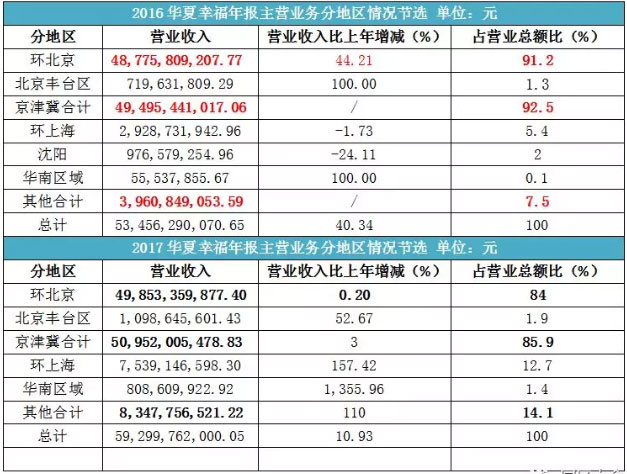 2016华夏幸福年报主营业务分地区情况节选 单位：元
分地区 营业收入 营业收入比上年增减（%） 占营业总额比（%）
环北京 48,775,809,207.77 44.21 91.2
北京丰台区 719,631,809.29 100.00 1.3
京津冀合计 49,495,441,017.06 / 92.5
环上海 2,928,731,942.96 -1.73 5.4
沈阳 976,579,254.96 -24.11 2
华南区域 55,537,855.67 100.00 0.1
其他合计 3,960,849,053.59 / 7.5
总计 53,456,290,070.65 40.34 100
2017华夏幸福年报主营业务分地区情况节选 单位：元
分地区 营业收入 营业收入比上年增减（%） 占营业总额比（%）
环北京 49,853,359,877.40 0.20 84
北京丰台区 1,098,645,601.43 52.67 1.9
京津冀合计 50,952,005,478.83 3 85.9
环上海 7,539,146,598.30 157.42 12.7
华南区域 808,609,922.92 1,355.96 1.4
其他合计 8,347,756,521.22 110 14.1
总计 59,299,762,000.05 10.93 100